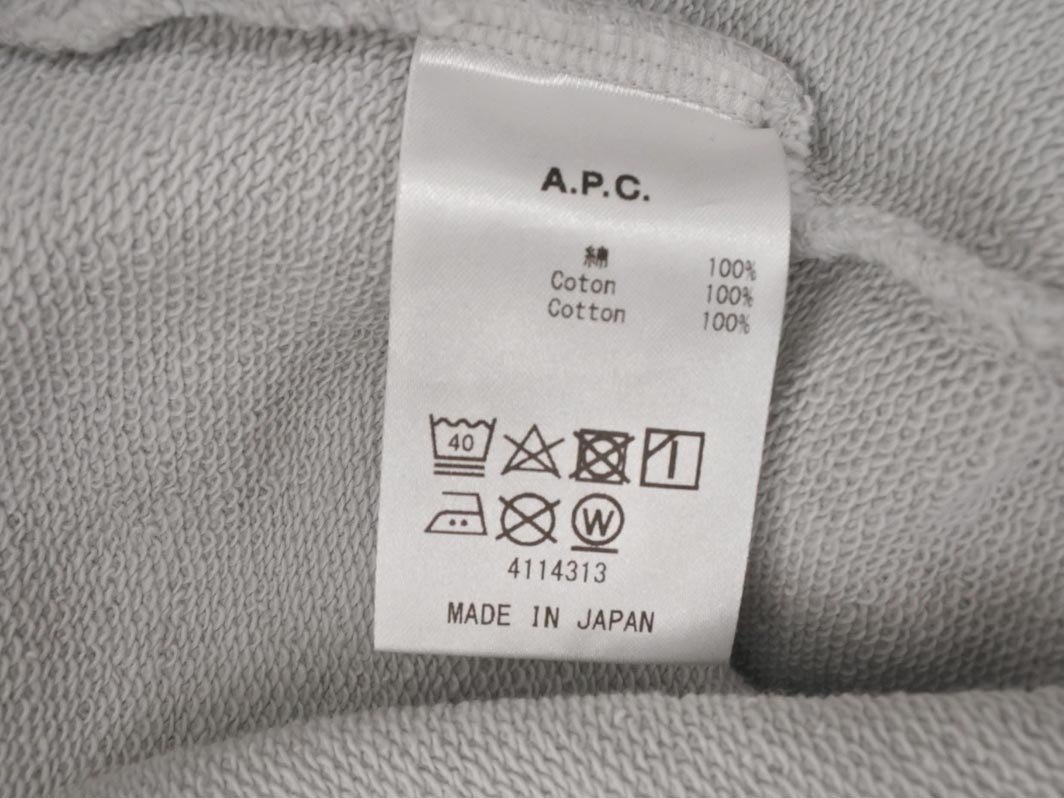 A.P.C.
綿 100%
Coton 100%
Cotton 100%
40
W
4114313
MADE IN JAPAN